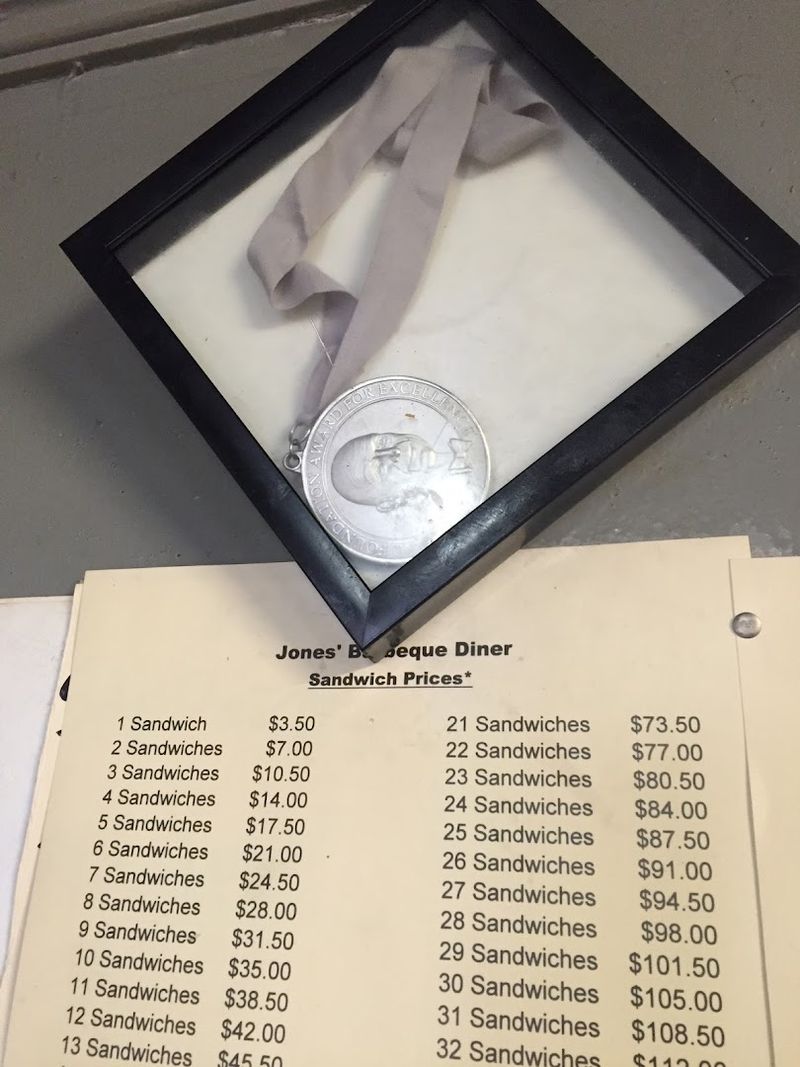 FOUNDATION AWARD FOR EXCELLENCE
Jones' Barbeque Diner
Sandwich Prices*
1 Sandwich $3.50
2 Sandwiches $7.00
3 Sandwiches $10.50
4 Sandwiches $14.00
5 Sandwiches $17.50
6 Sandwiches $21.00
7 Sandwiches $24.50
8 Sandwiches $28.00
9 Sandwiches $31.50
10 Sandwiches $35.00
11 Sandwiches $38.50
12 Sandwiches $42.00
13 Sandwiches $45.50
21 Sandwiches $73.50
22 Sandwiches $77.00
23 Sandwiches $80.50
24 Sandwiches $84.00
25 Sandwiches $87.50
26 Sandwiches $91.00
27 Sandwiches $94.50
28 Sandwiches $98.00
29 Sandwiches $101.50
30 Sandwiches $105.00
31 Sandwiches $108.50
32 Sandwiches $112.00